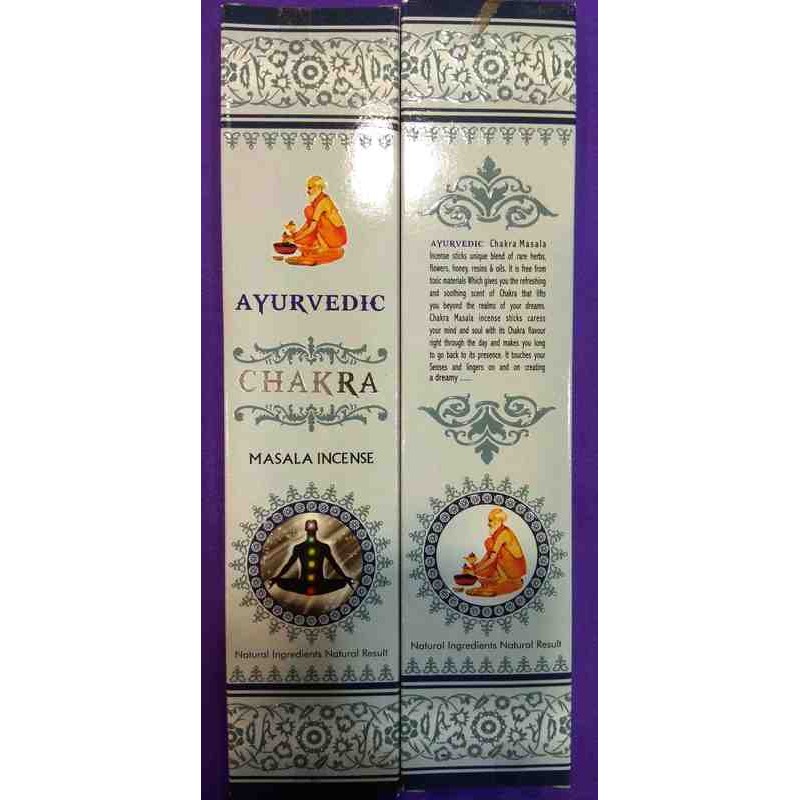 AYURVEDIC
CHAKRA
MASALA INCENSE
Natural Ingredients Natural Result
AYURVEDIC Chakra Masala
Incense sticks unique blend of rare herbs,
flowers, honey, resins & oils. It is free from
toxic materials Which gives you the refreshing
and soothing scent of Chakra that lifts
you beyond the realms of your dreams.
Chakra Masala incense sticks caress
your mind and soul with its Chakra flavour
right through the day and makes you long
to go back to its presence. It touches your
Senses and lingers on and on creating
a dreamy .....
Natural Ingredients Natural Result